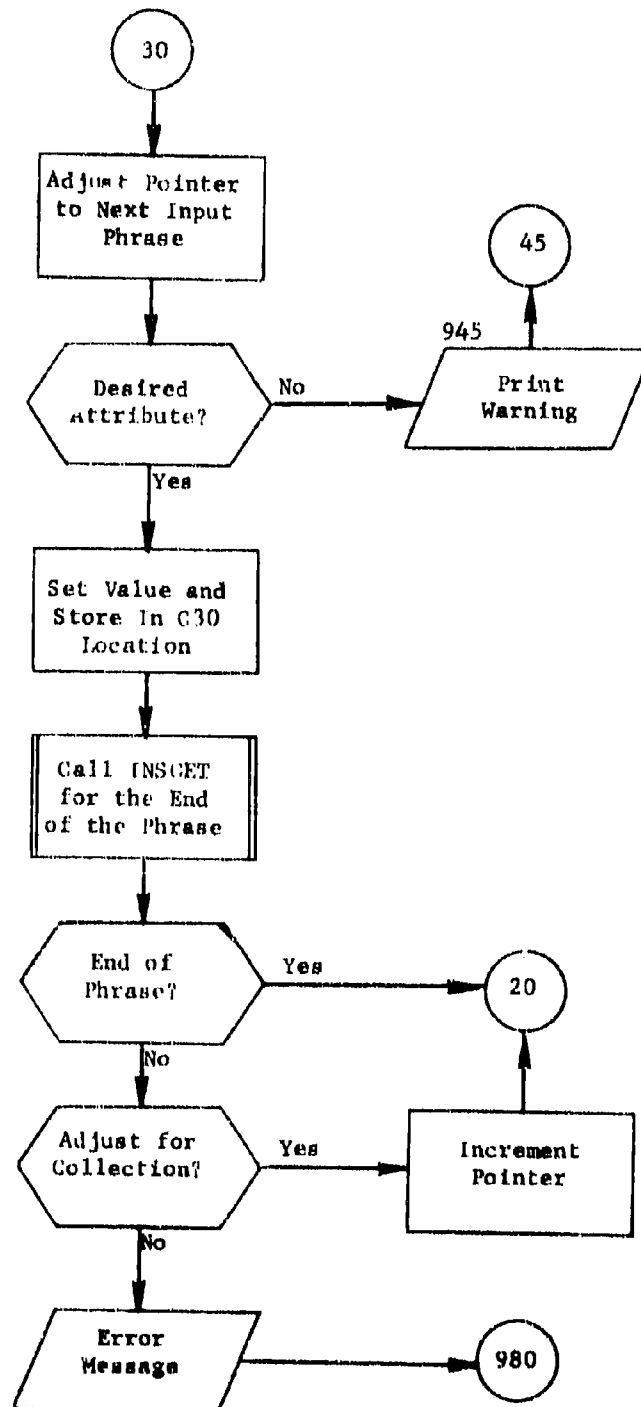 30
Adjust Pointer
to Next Input
Phrase
45
945
Desired
Attribute?
No
Print
Warning
Yes
Set Value and
Store In C30
Location
Call INSGET
for the End
of the Phrase
End of
Phrase?
Yes
20
No
Adjust for
Collection?
Yes
Increment
Pointer
No
Error
Message
980